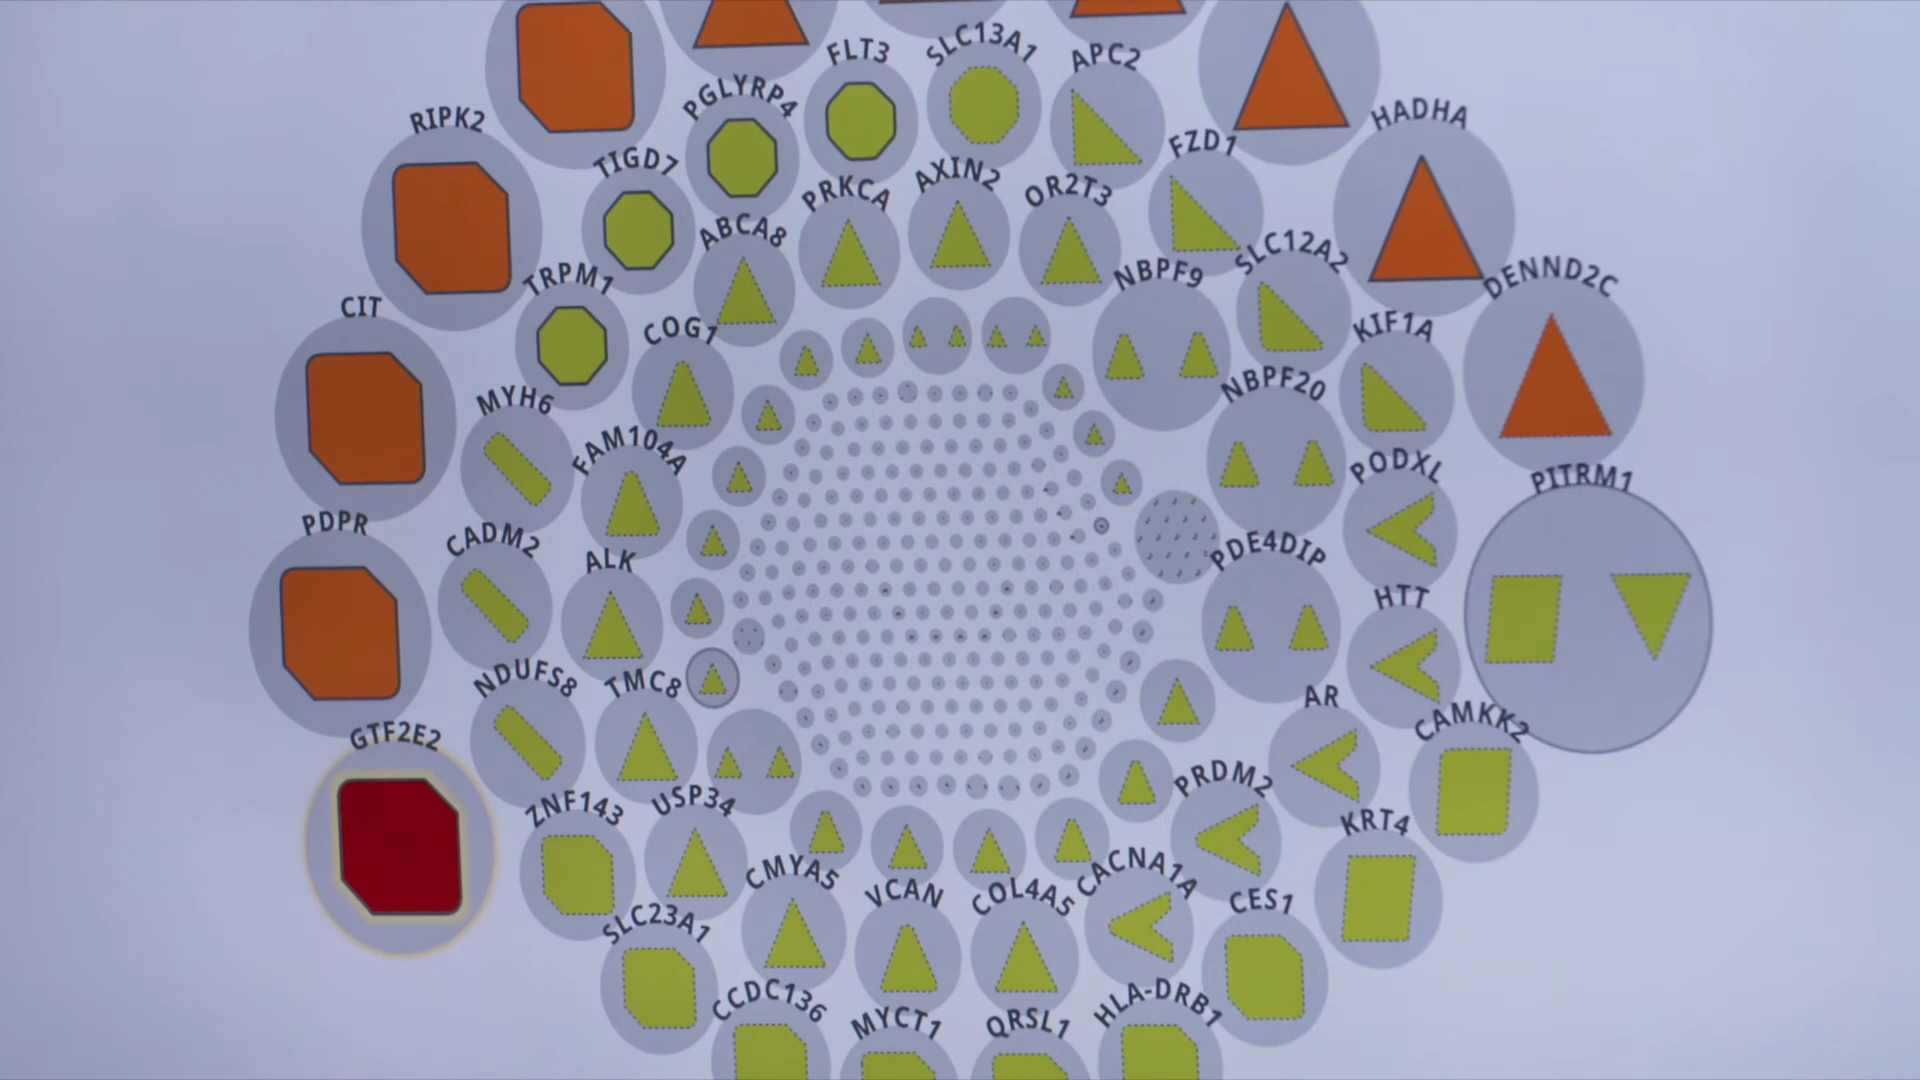 SLC13A1
FLT3
APC2
PGLYRP4
HADHA
RIPK2
TIGD7
FZD1
PRKCA
AXIN2
OR2T3
ABCA8
SLC12A2
TRPM1
NBPF9
DENND2C
CIT
COG1
KIF1A
MYH6
NBPF20
FAM104A
PODXL
PITRM1
PDPR
CADM2
ALK
PDE4DIP
HTT
NDUFS8
TMC8
AR
GTF2E2
CAMKK2
PRDM2
ZNF143
USP34
KRT4
CMYA5
VCAN
COL4A5
CACNA1A
CES1
SLC23A1
CCDC136
MYCT1
QRSL1
HLA-DRB1